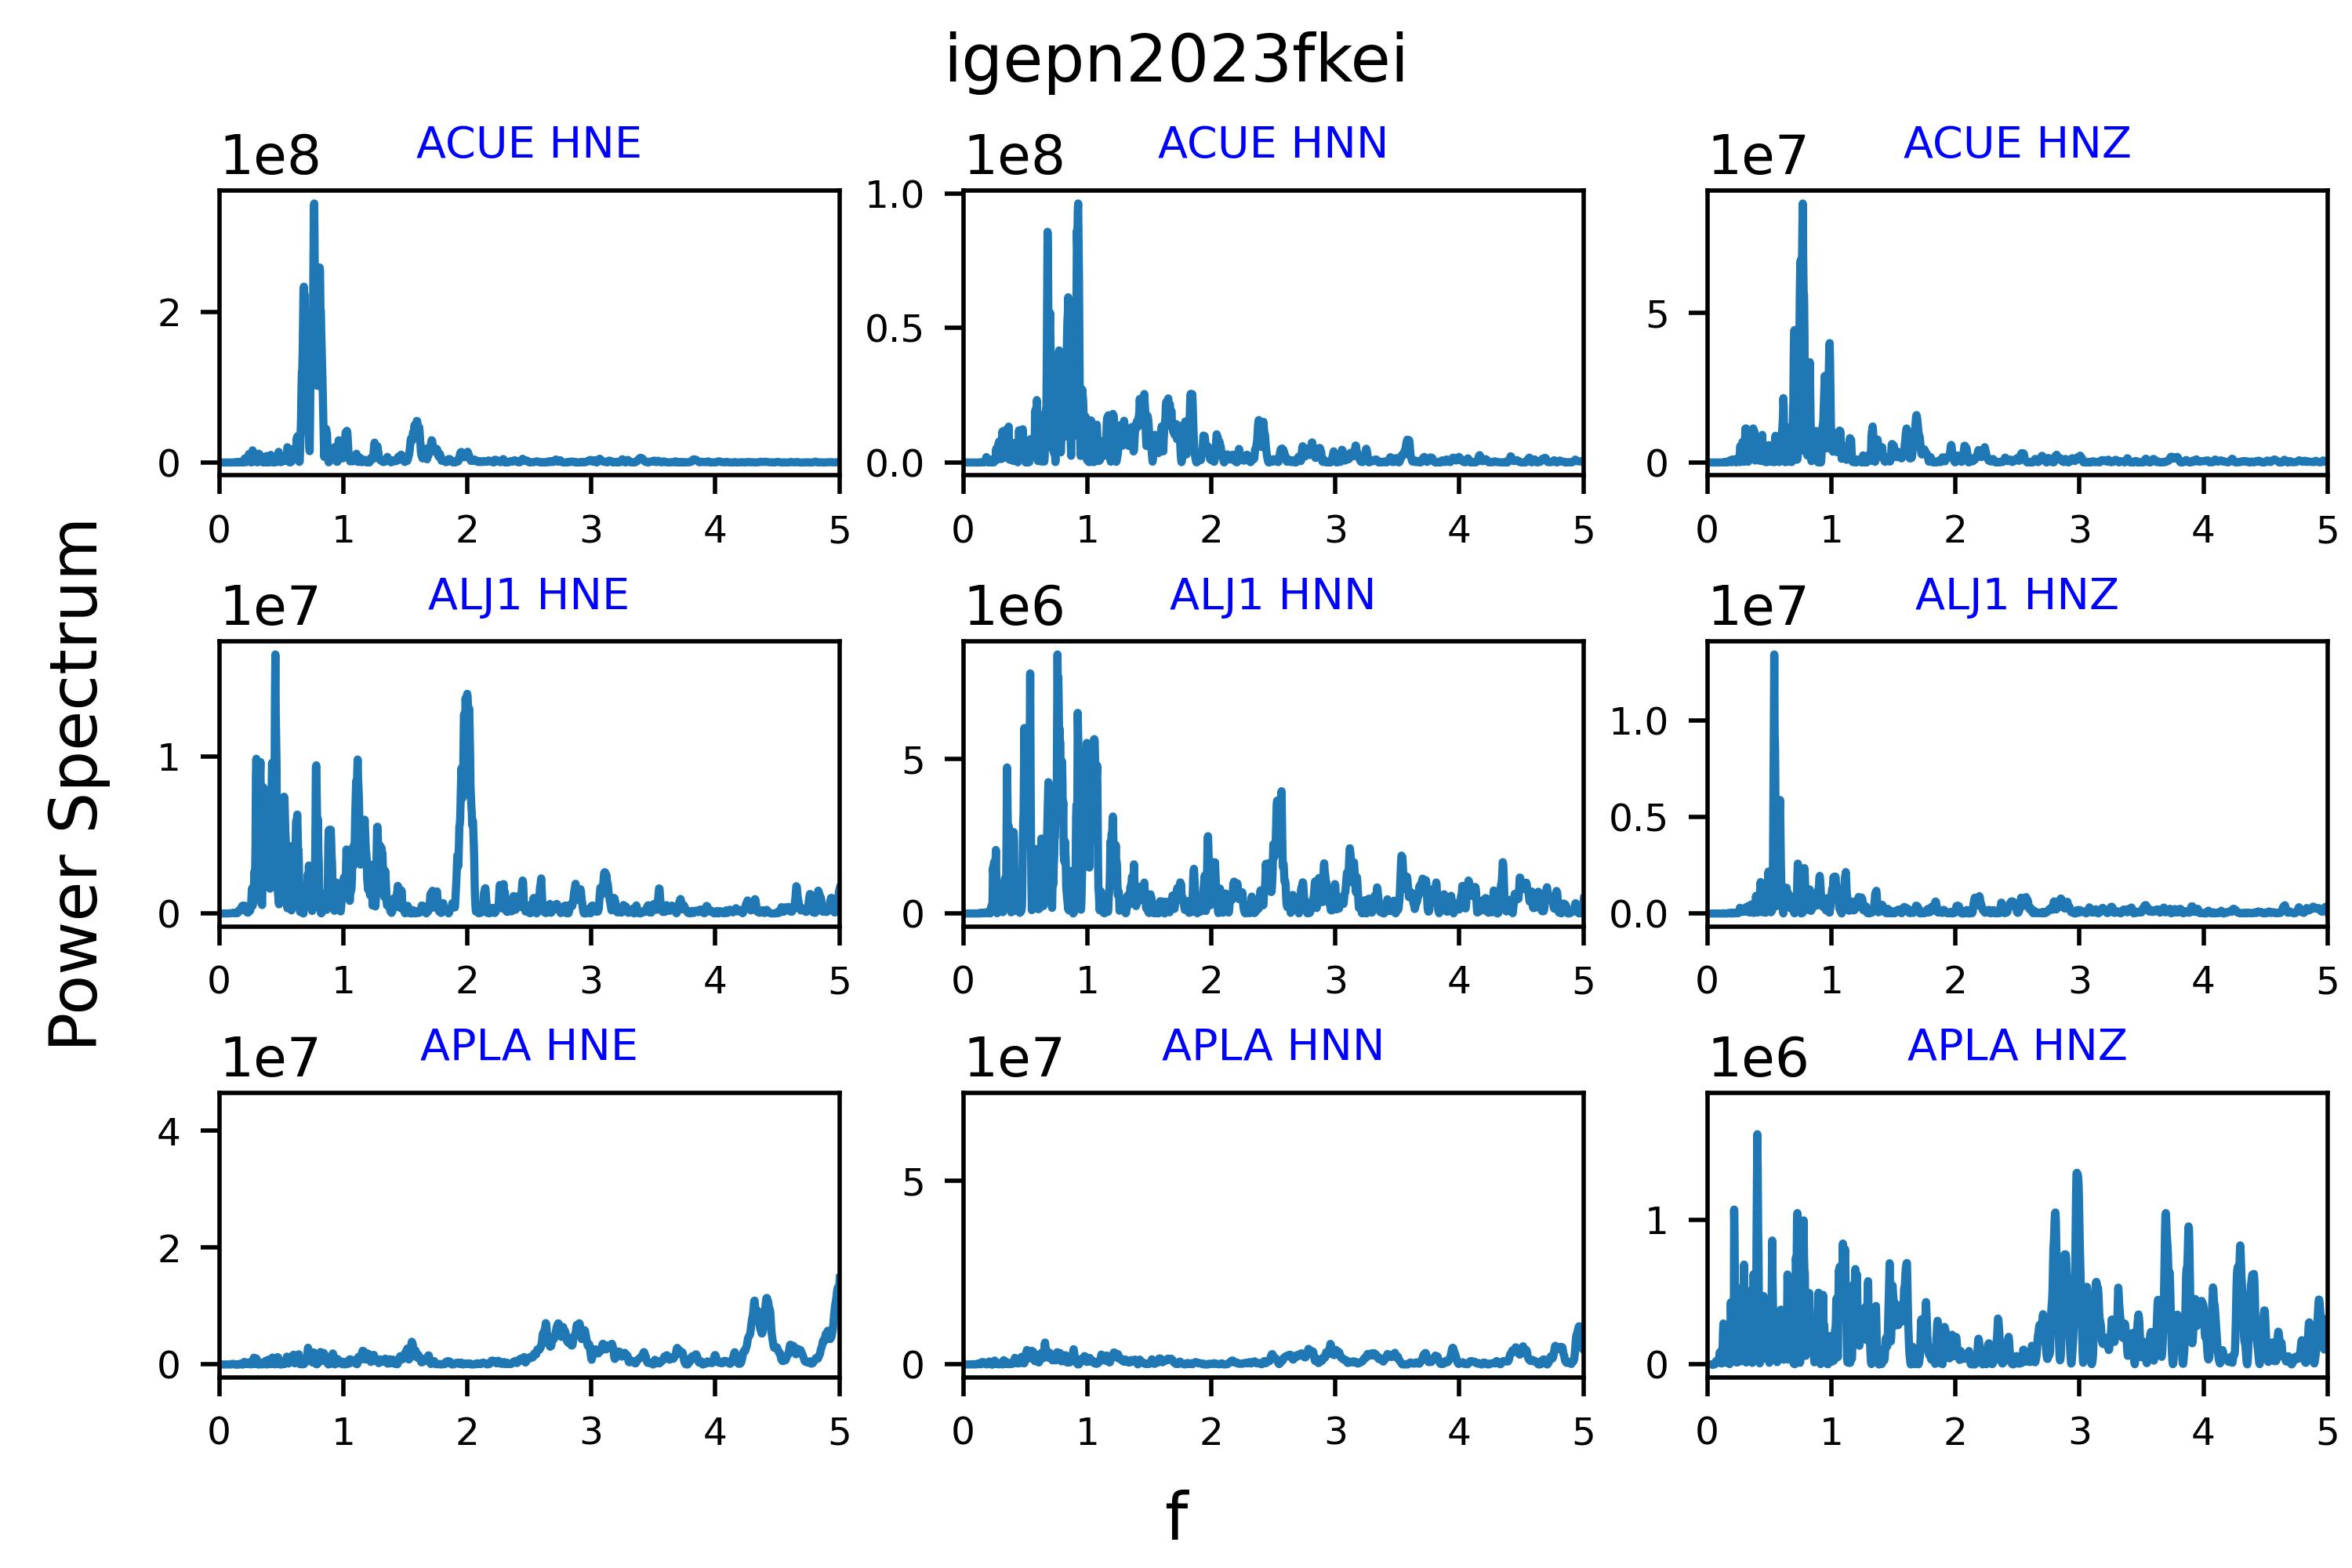 igepn2023fkei
1e8 ACUE HNE
2
0
0 1 2 3 4 5
1e8 ACUE HNN
1.0
0.5
0.0
0 1 2 3 4 5
1e7 ACUE HNZ
5
0
0 1 2 3 4 5
Power Spectrum
1e7 ALJ1 HNE
1
0
0 1 2 3 4 5
1e6 ALJ1 HNN
5
0
0 1 2 3 4 5
1e7 ALJ1 HNZ
1.0
0.5
0.0
0 1 2 3 4 5
1e7 APLA HNE
4
2
0
0 1 2 3 4 5
1e7 APLA HNN
5
0
0 1 2 3 4 5
1e6 APLA HNZ
1
0
0 1 2 3 4 5
f